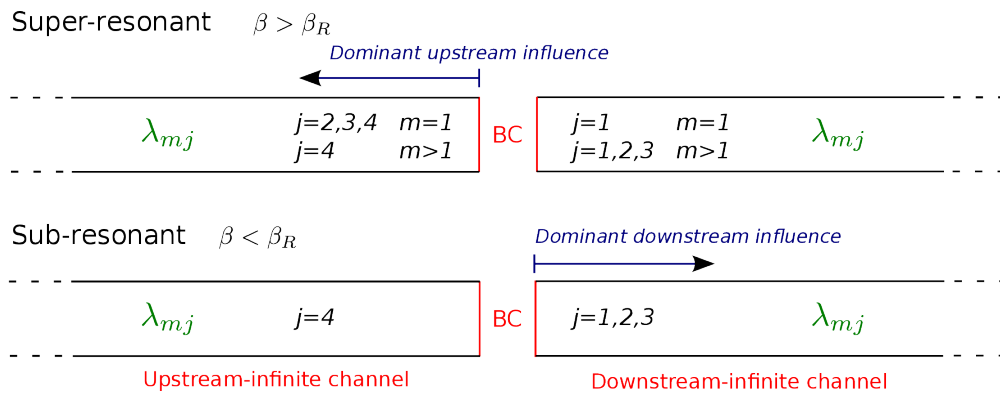 Super-resonant β > β_R
Dominant upstream influence
λ_mj j=2,3,4 m=1 BC j=1 m=1 λ_mj
j=4 m>1 j=1,2,3 m>1
Sub-resonant β < β_R
Dominant downstream influence
λ_mj j=4 BC j=1,2,3 λ_mj
Upstream-infinite channel Downstream-infinite channel